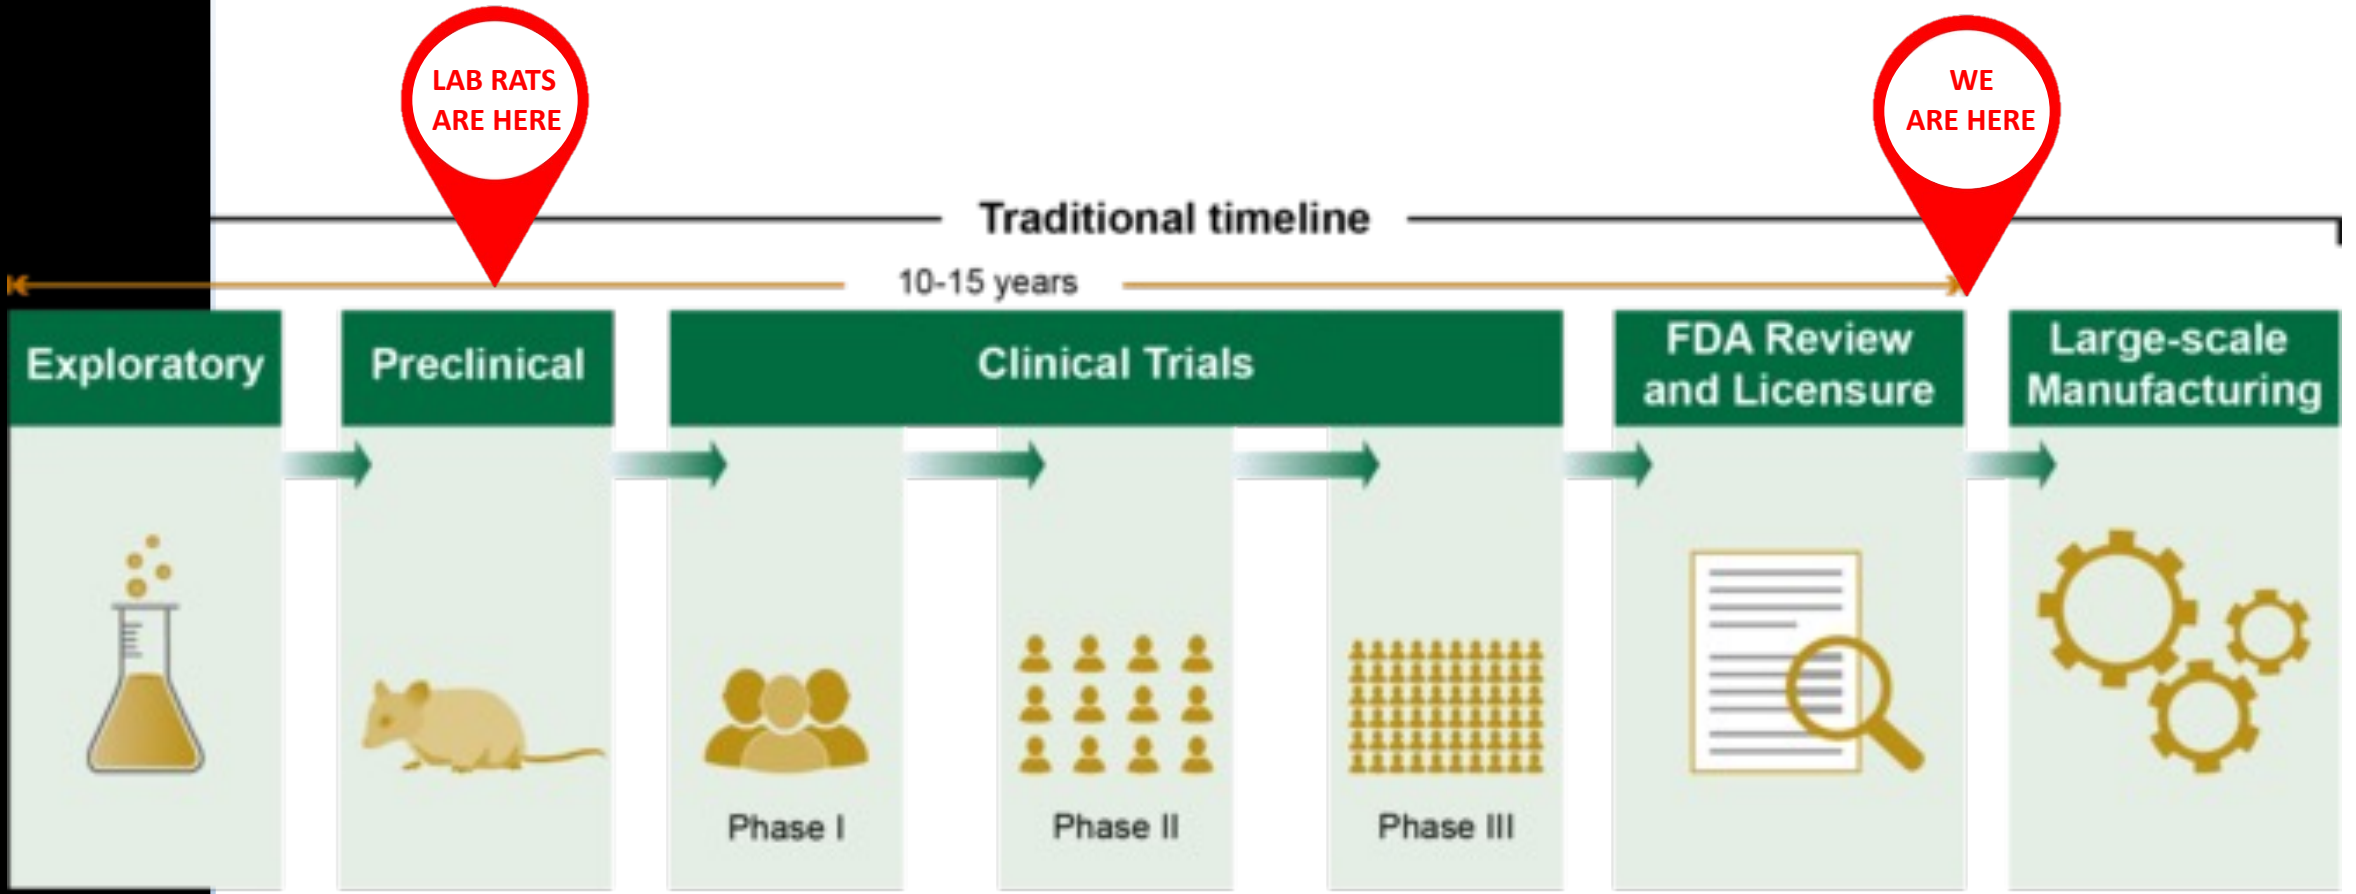 LAB RATS
ARE HERE
WE
ARE HERE
Traditional timeline
10-15 years
Exploratory
Preclinical
Clinical Trials
FDA Review
and Licensure
Large-scale
Manufacturing
Phase I
Phase II
Phase III